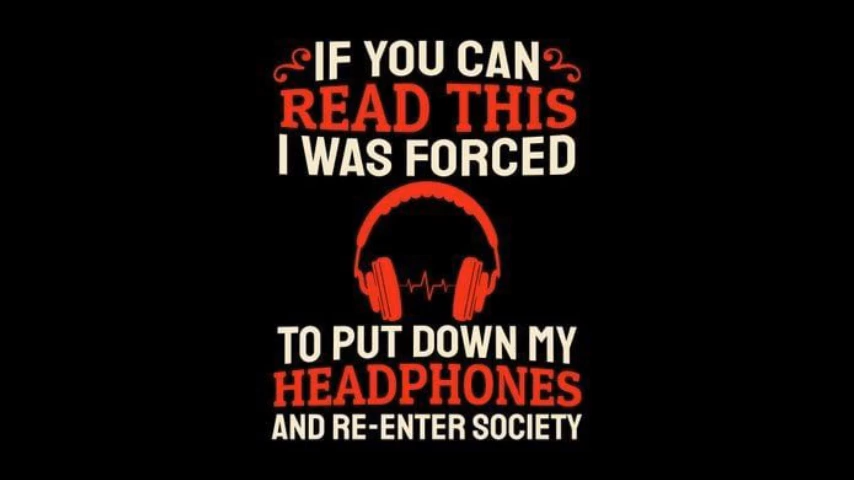 IF YOU CAN
READ THIS
I WAS FORCED
TO PUT DOWN MY
HEADPHONES
AND RE-ENTER SOCIETY